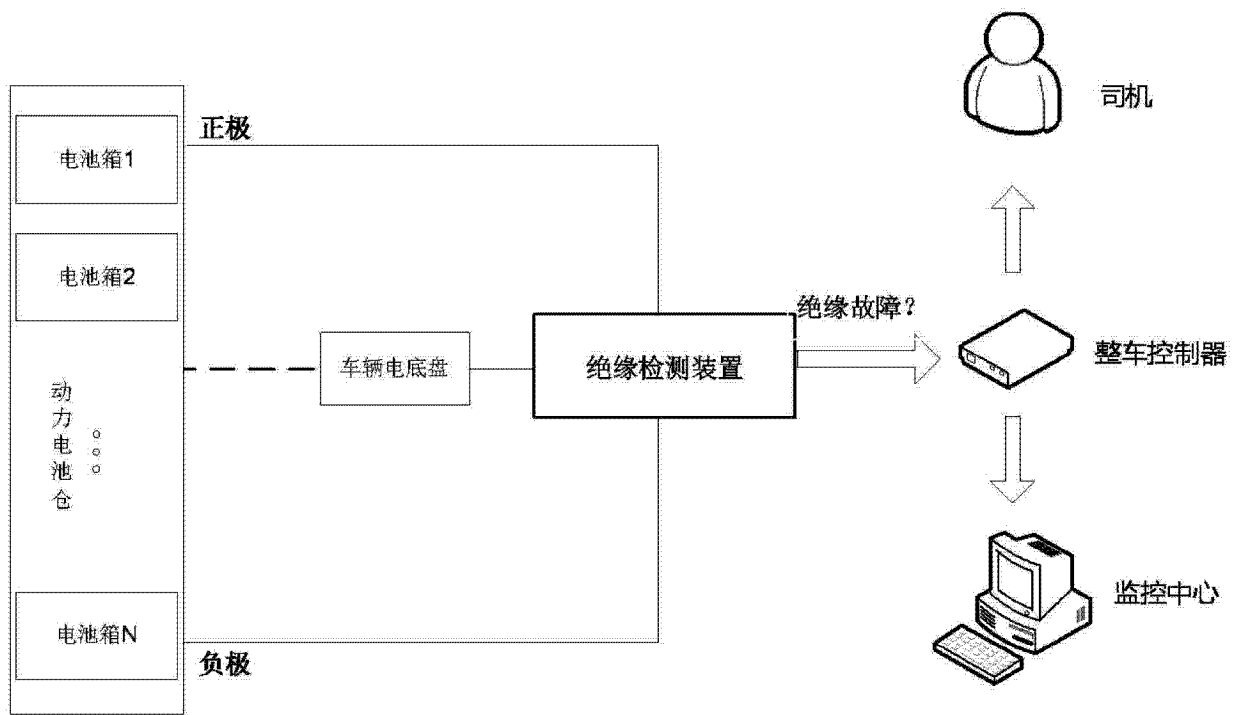 司机
正极
电池箱1
电池箱2
绝缘故障?
车辆电底盘
绝缘检测装置
整车控制器
动力电池仓
监控中心
电池箱N
负极